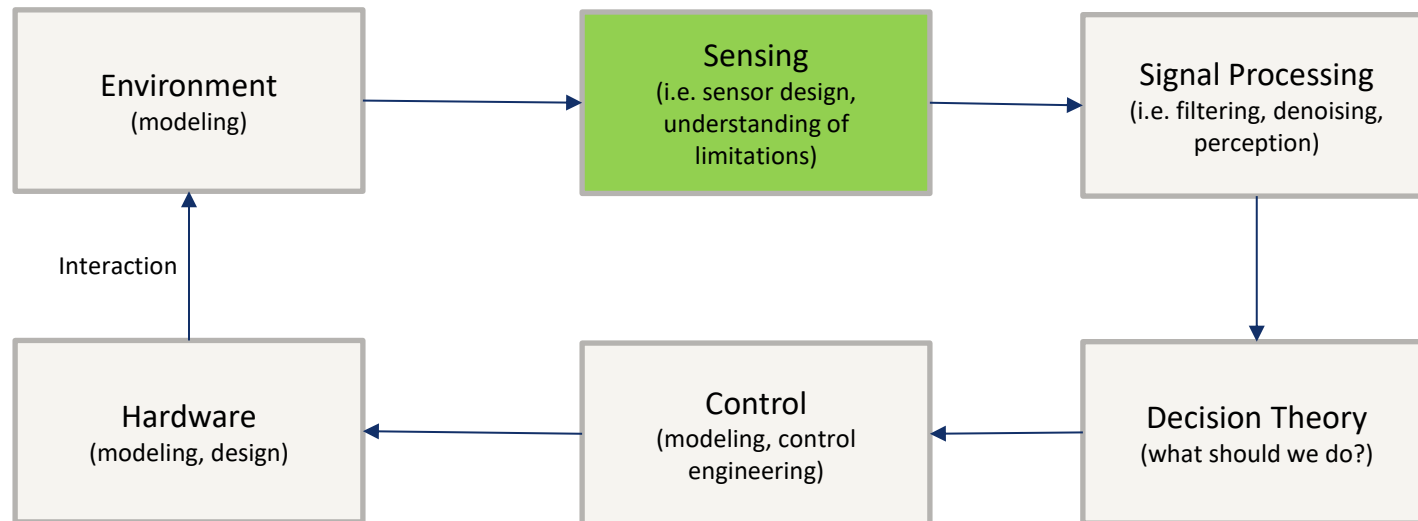 Environment
(modeling)
Sensing
(i.e. sensor design,
understanding of
limitations)
Signal Processing
(i.e. filtering, denoising,
perception)
Interaction
Hardware
(modeling, design)
Control
(modeling, control
engineering)
Decision Theory
(what should we do?)